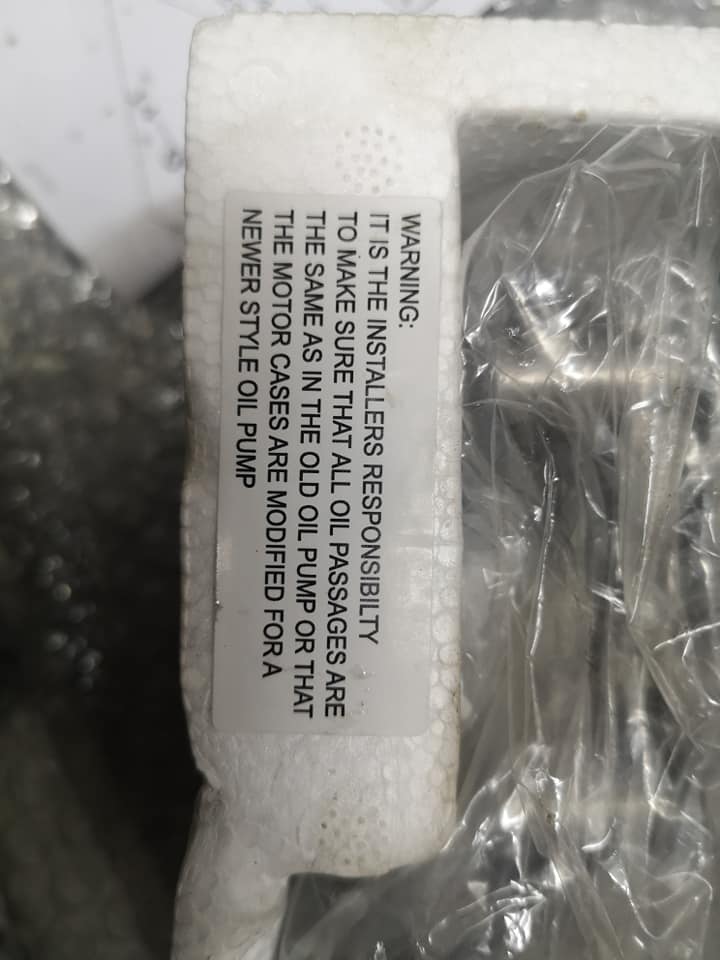 WARNING:
IT IS THE INSTALLERS RESPONSIBILTY
TO MAKE SURE THAT ALL OIL PASSAGES ARE
THE SAME AS IN THE OLD OIL PUMP OR THAT
THE MOTOR CASES ARE MODIFIED FOR A
NEWER STYLE OIL PUMP